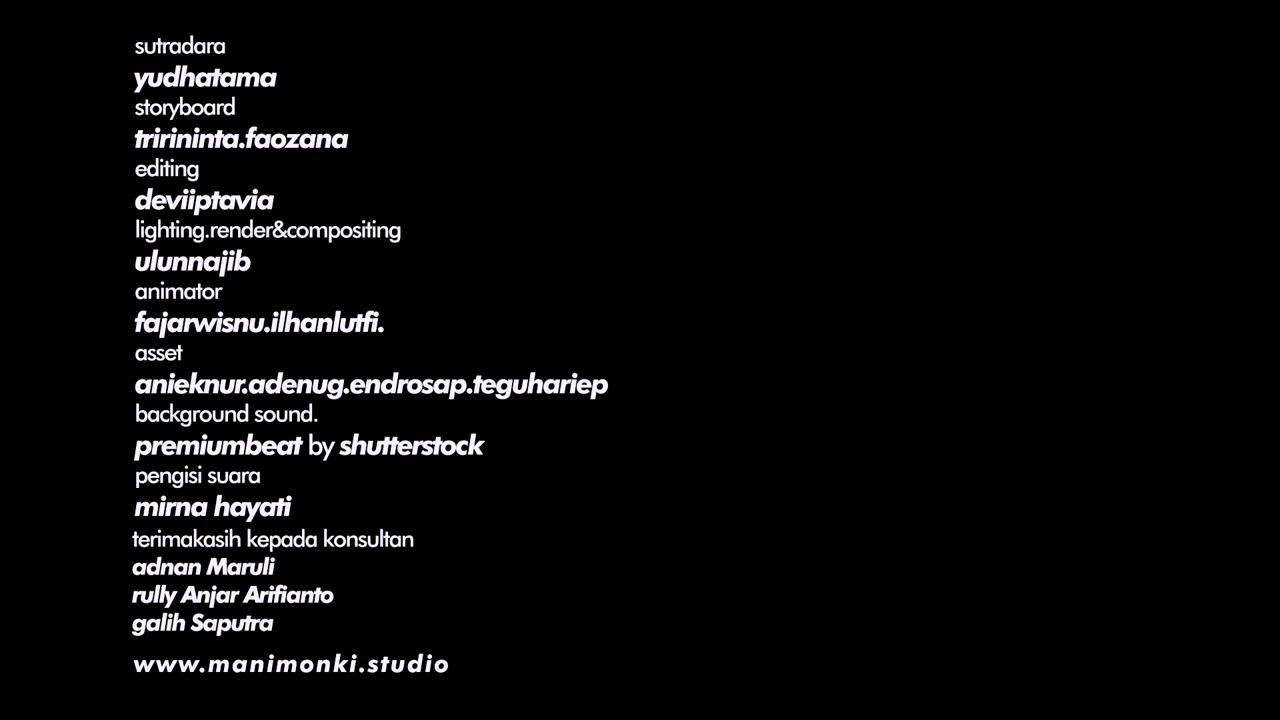 sutradara
yudhatama
storyboard
tririninta.faozana
editing
deviiptavia
lighting.render&compositing
ulunnajib
animator
fajarwisnu.ilhanlutfi.
asset
anieknur.adenug.endrosap.teguhariep
background sound.
premiumbeat by shutterstock
pengisi suara
mirna hayati
terimakasih kepada konsultan
adnan Maruli
rully Anjar Arifianto
galih Saputra
www.manimonki.studio